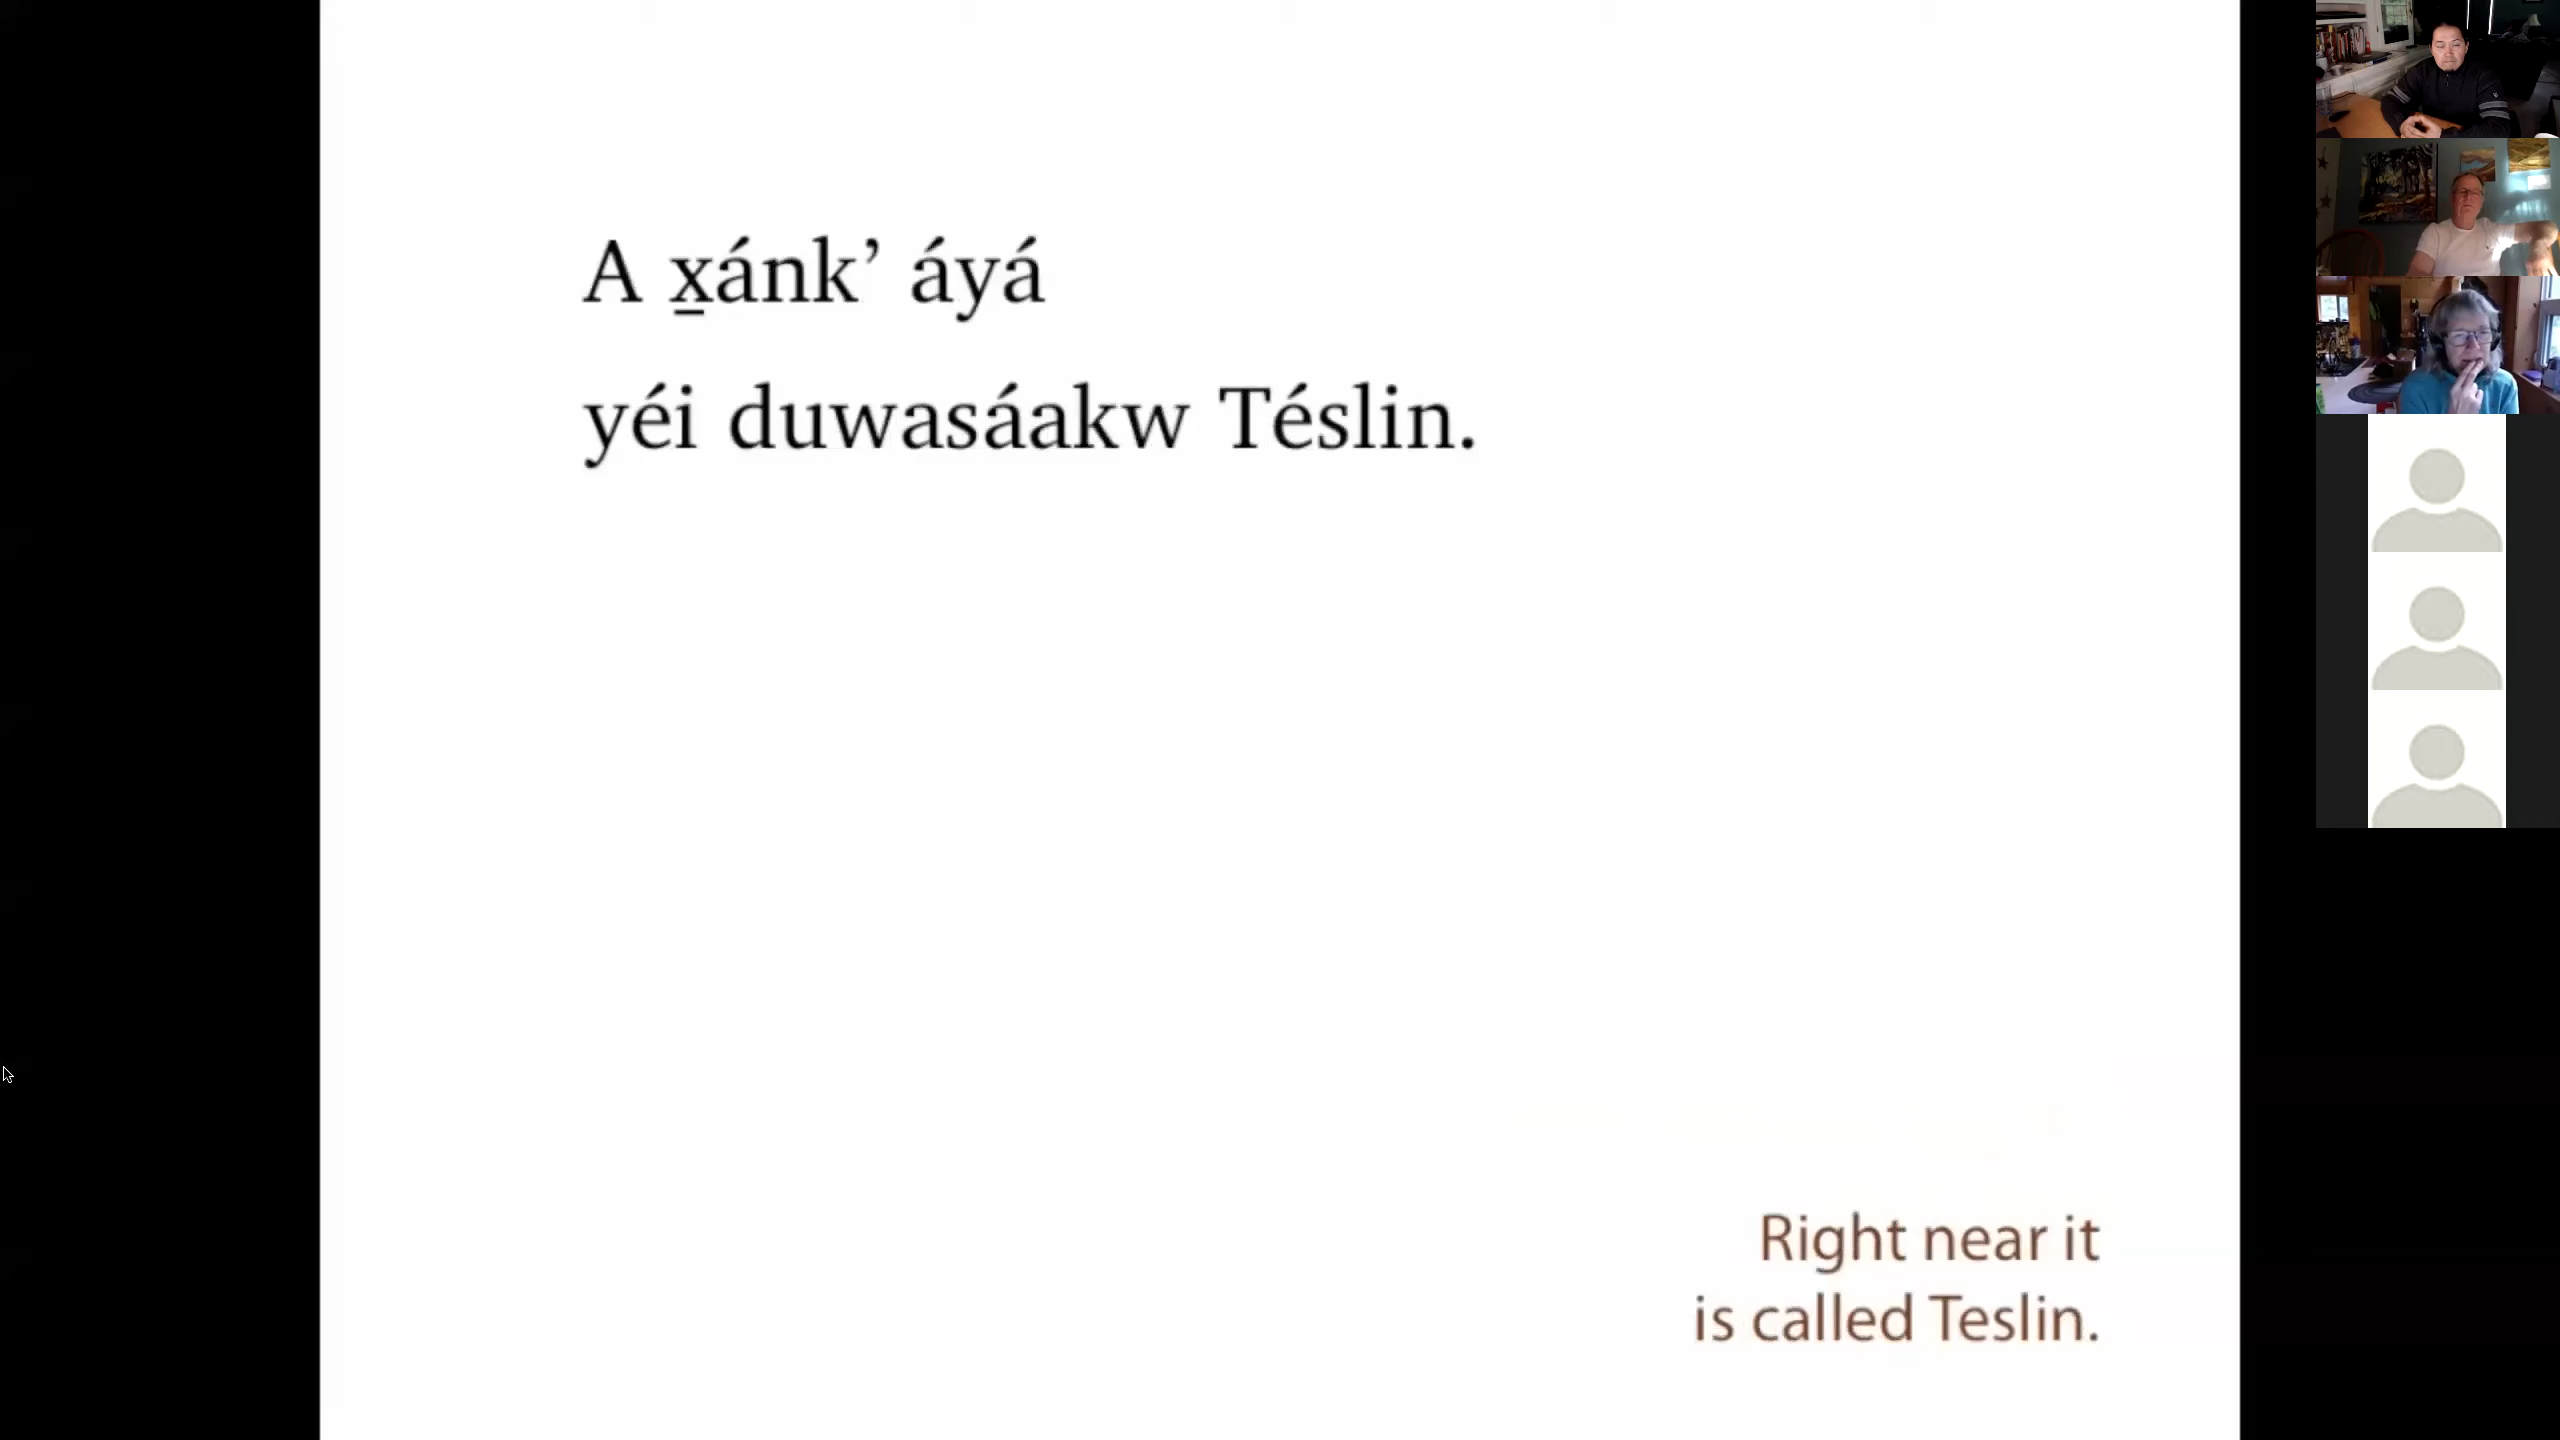 A x̱ánk’ áyá
yéi duwasáakw Téslin.
Right near it
is called Teslin.